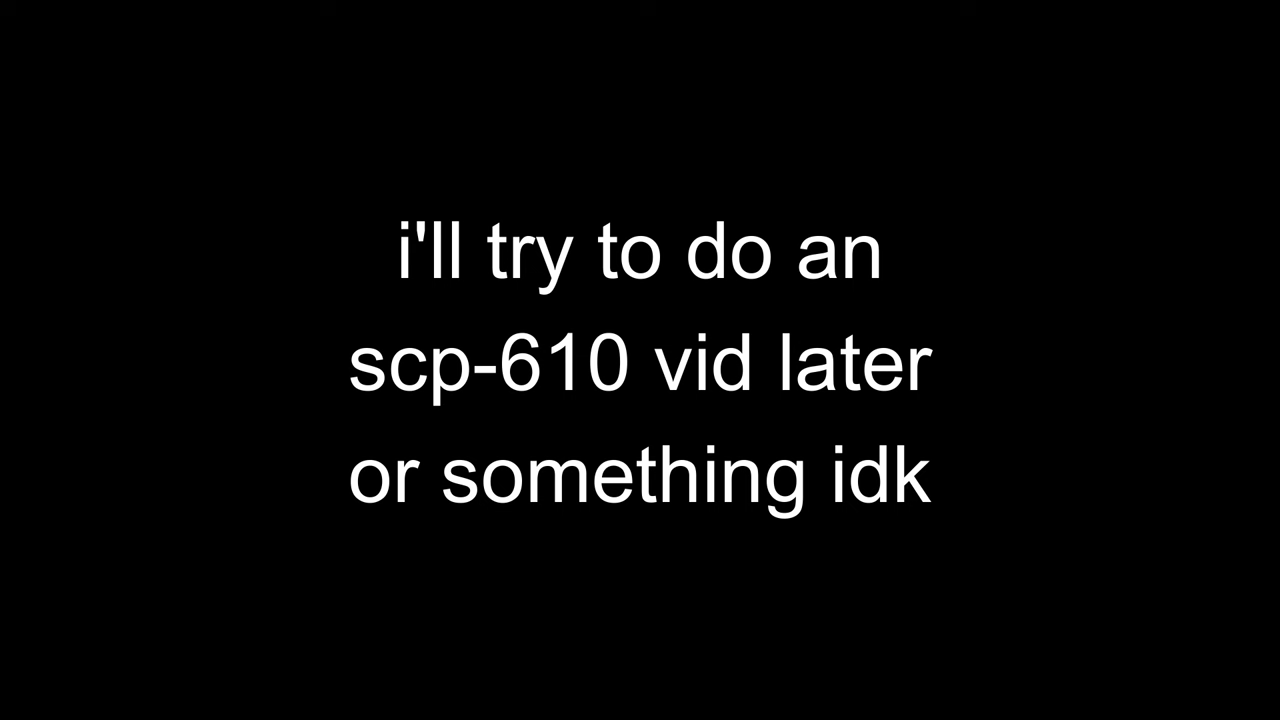 i'll try to do an
scp-610 vid later
or something idk